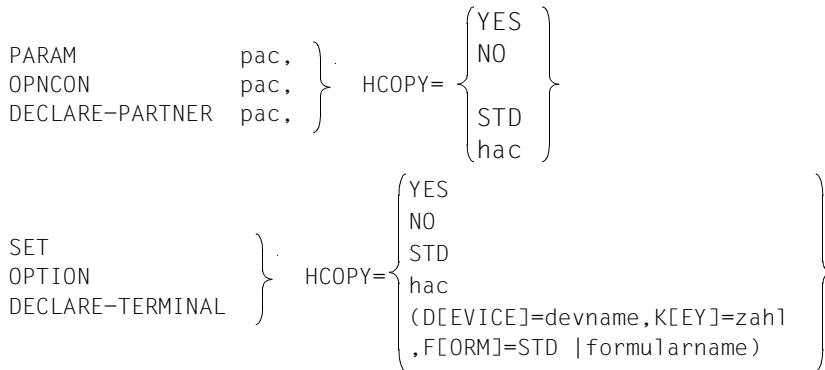 YES
PARAM pac, NO
OPNCON pac, HCOPY=
DECLARE-PARTNER pac, STD
hac
YES
NO
SET STD
OPTION HCOPY= hac
DECLARE-TERMINAL (D[EVICE]=devname,K[EY]=zahl
,F[ORM]=STD |formularname)